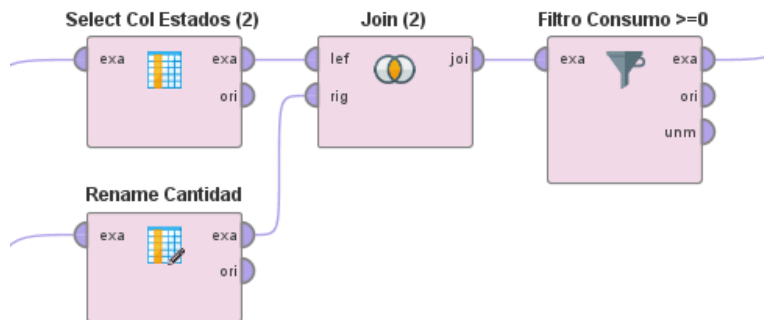 Select Col Estados (2)
exa
exa
ori
Join (2)
lef
joi
rig
Filtro Consumo >=0
exa
exa
ori
unm
Rename Cantidad
exa
exa
ori